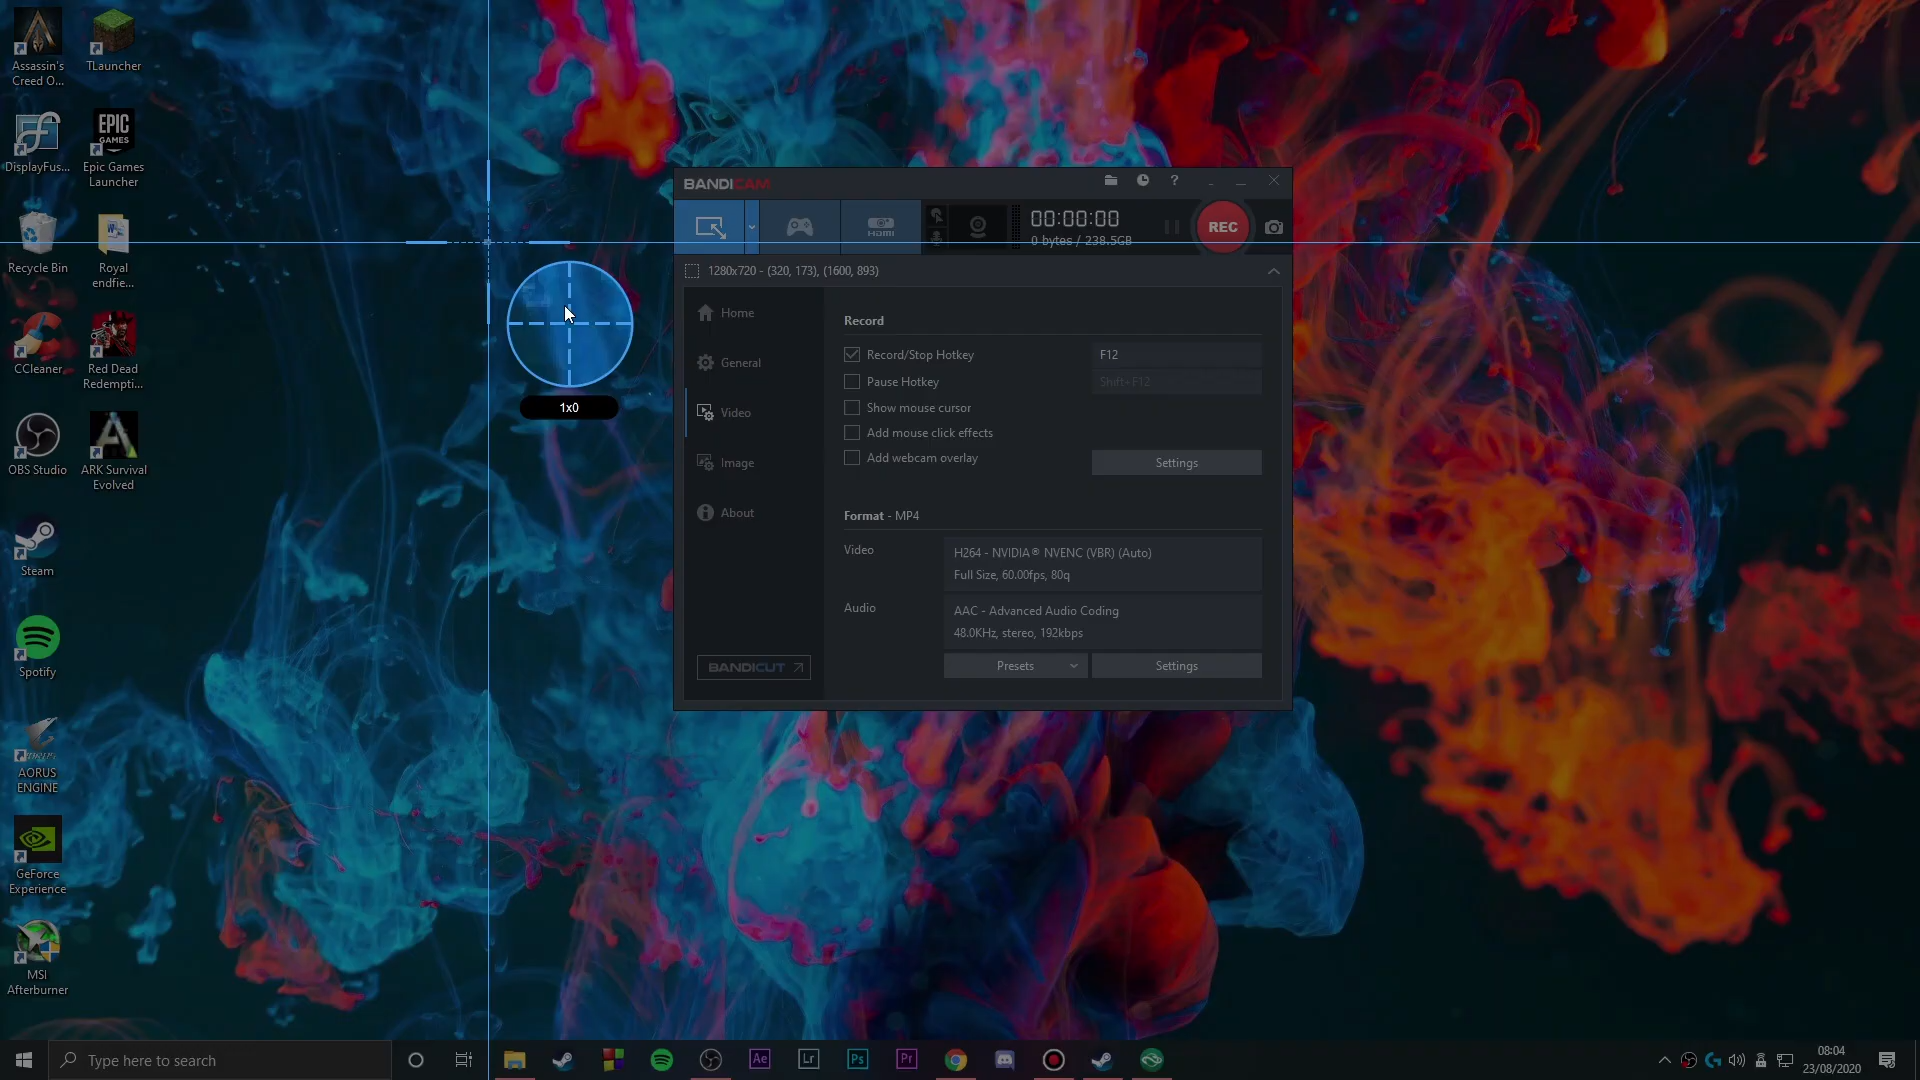 Assassin's
Creed O...
TLauncher
DisplayFus...
EPIC
GAMES
Epic Games
Launcher
Recycle Bin
Royal
endfie...
CCleaner
Red Dead
Redempti...
OBS Studio
ARK Survival
Evolved
Steam
Spotify
AORUS
ENGINE
GeForce
Experience
MSI
Afterburner
1x0
BANDICAM
?
HDMI
00:00:00
0 bytes / 238.5GB
REC
1280x720 - (320, 173), (1600, 893)
Home
General
Video
Image
About
BANDICUT
Record
Record/Stop Hotkey
F12
Pause Hotkey
Shift+F12
Show mouse cursor
Add mouse click effects
Add webcam overlay
Settings
Format - MP4
Video
H264 - NVIDIA® NVENC (VBR) (Auto)
Full Size, 60.00fps, 80q
Audio
AAC - Advanced Audio Coding
48.0KHz, stereo, 192kbps
Presets
Settings
Type here to search
Ae
Lr
Ps
Pr
08:04
23/08/2020